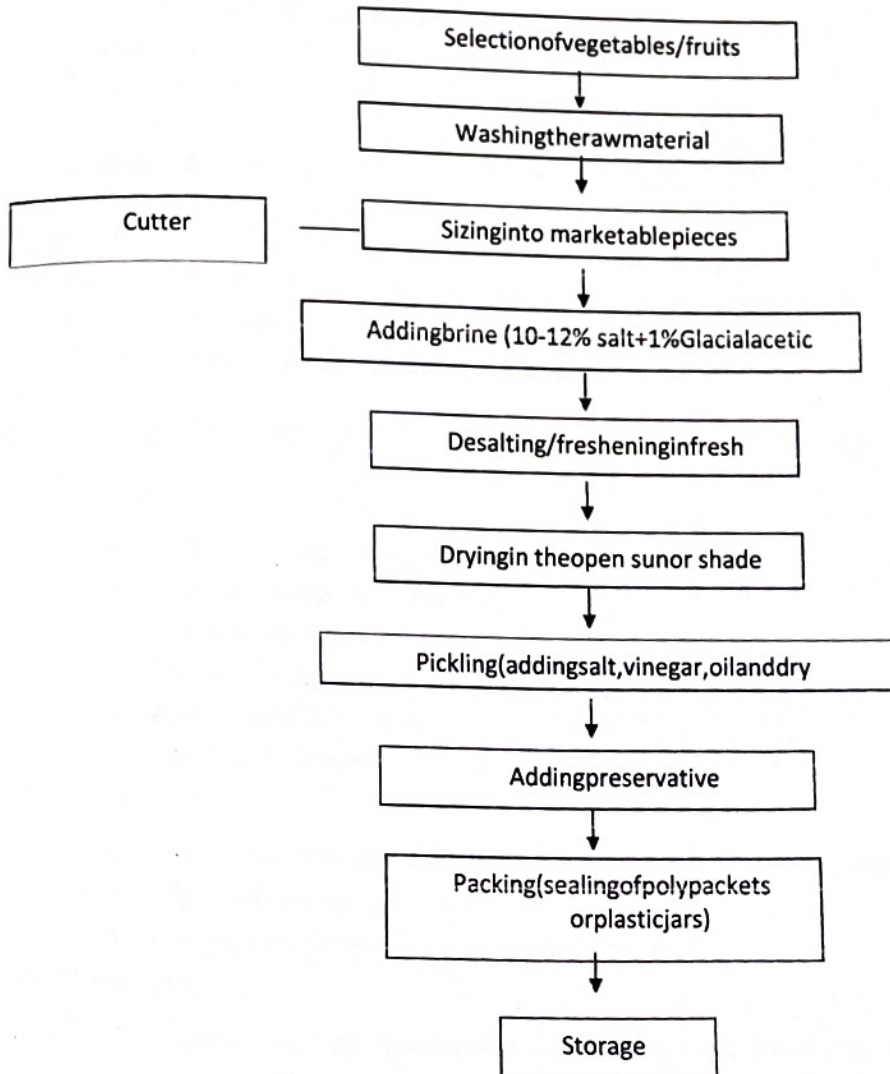 Selectionofvegetables/fruits
Washingtherawmaterial
Cutter
Sizinginto marketablepieces
Addingbrine (10-12% salt+1%Glacialacetic
Desalting/fresheninginfresh
Dryingin theopen sunor shade
Pickling(addingsalt,vinegar,oilanddry
Addingpreservative
Packing(sealingofpolypackets
orplasticjars)
Storage